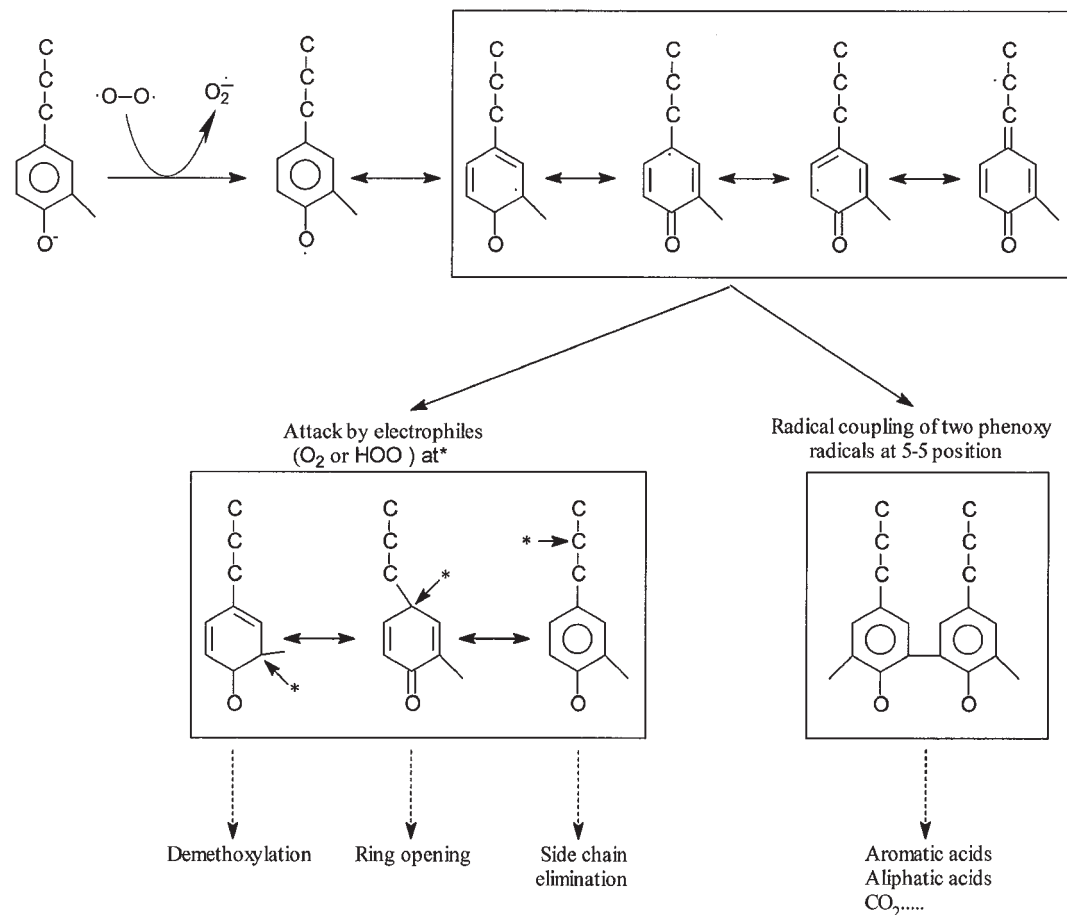 C
C
C
·O–O·
O₂⁻·
O⁻
C
C
C
O·
C
C
C
O
C
C
C
O
C
C
C
O
C
C
C
O
Attack by electrophiles
(O₂ or HOO ) at*
Radical coupling of two phenoxy
radicals at 5-5 position
C
C
C
*
O
C
C
C
*
O
* C
C
C
O
C
C
C
O
C
C
C
O
Demethoxylation
Ring opening
Side chain
elimination
Aromatic acids
Aliphatic acids
CO₂.....